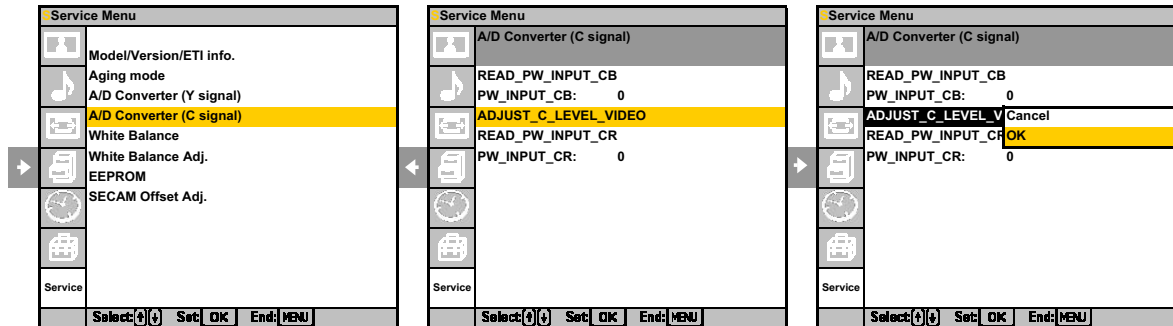 Service Menu
Model/Version/ETI info.
Aging mode
A/D Converter (Y signal)
A/D Converter (C signal)
White Balance
White Balance Adj.
EEPROM
SECAM Offset Adj.
Service
Select: Set: OK End: MENU
Service Menu
A/D Converter (C signal)
READ_PW_INPUT_CB
PW_INPUT_CB: 0
ADJUST_C_LEVEL_VIDEO
READ_PW_INPUT_CR
PW_INPUT_CR: 0
Service
Select: Set: OK End: MENU
Service Menu
A/D Converter (C signal)
READ_PW_INPUT_CB
PW_INPUT_CB: 0
ADJUST_C_LEVEL_V Cancel
READ_PW_INPUT_CR OK
PW_INPUT_CR: 0
Service
Select: Set: OK End: MENU